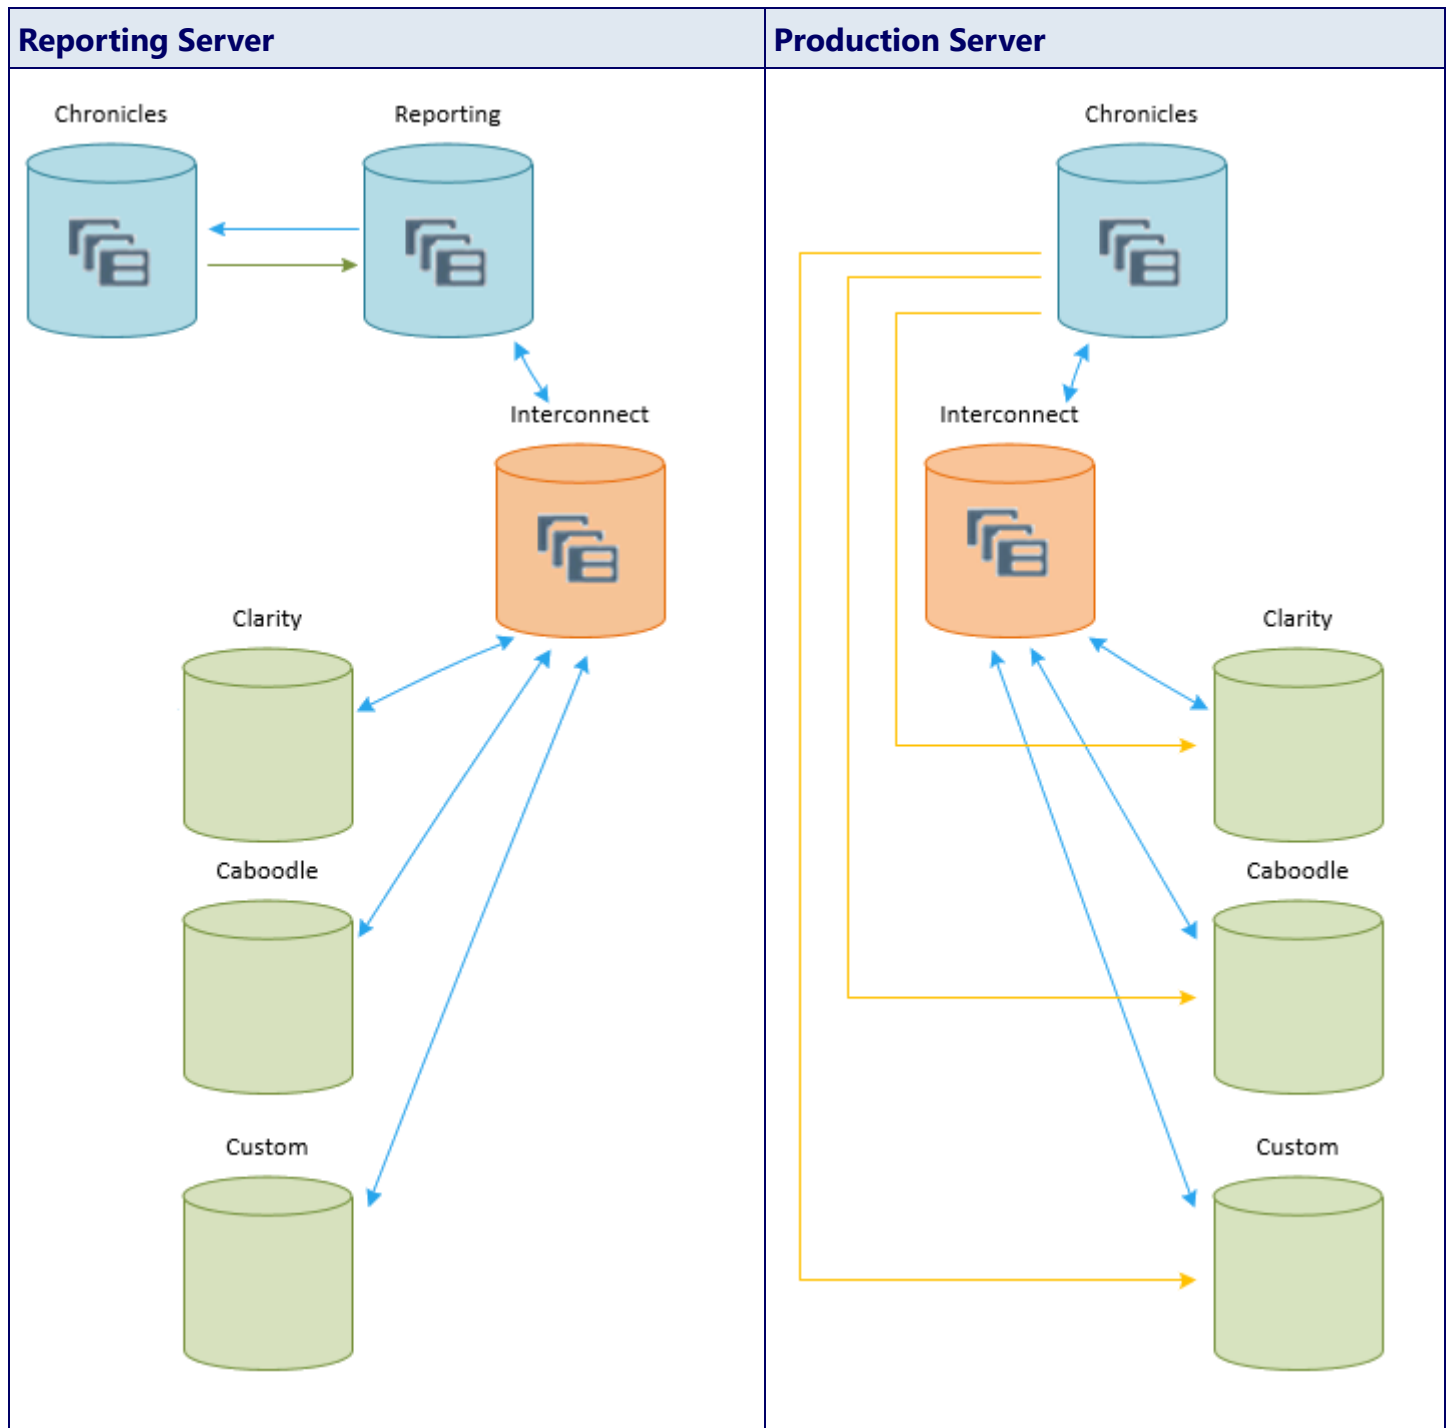 Reporting Server
Production Server
Chronicles
Reporting
Interconnect
Clarity
Caboodle
Custom
Chronicles
Interconnect
Clarity
Caboodle
Custom